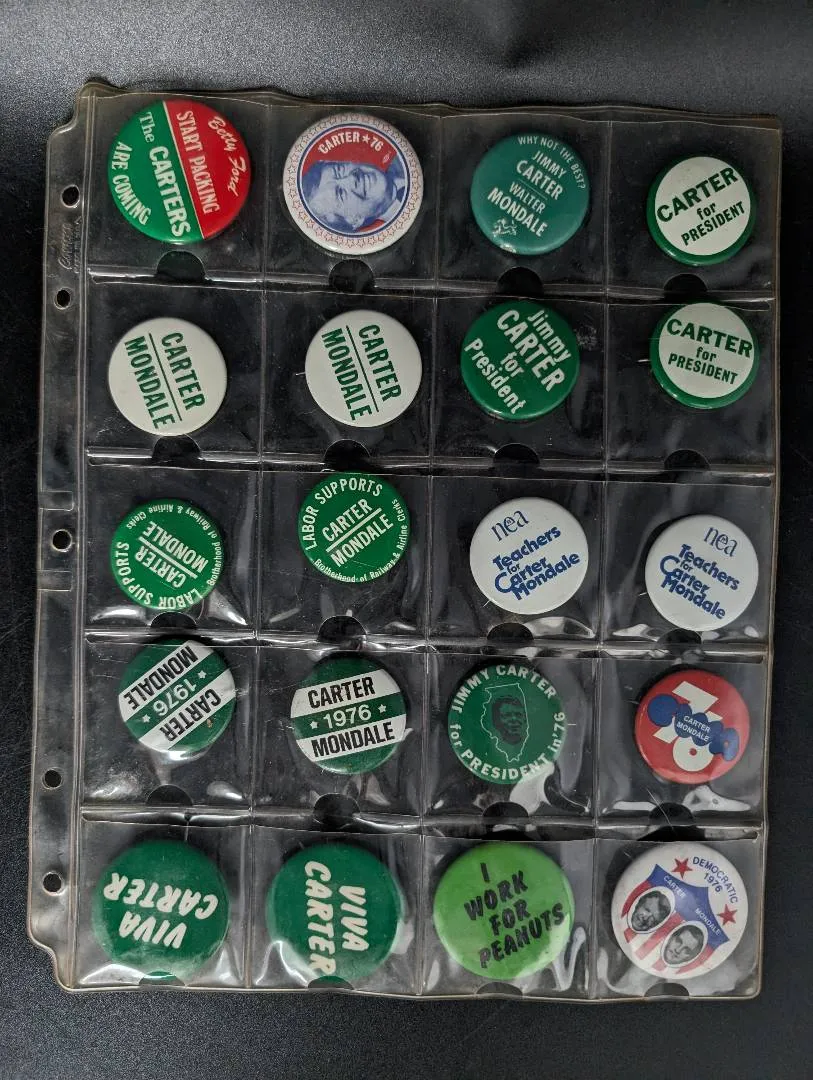 Betty Ford
START PACKING
The CARTERS
ARE COMING
CARTER ★ 76
WHY NOT THE BEST?
JIMMY
CARTER
WALTER
MONDALE
CARTER
for
PRESIDENT
CARTER
MONDALE
CARTER
MONDALE
Jimmy
CARTER
for
President
CARTER
for
PRESIDENT
LABOR SUPPORTS
CARTER
MONDALE
Brotherhood of Railway & Airline Clerks
LABOR SUPPORTS
CARTER
MONDALE
Brotherhood of Railway & Airline Clerks
nea
Teachers
for
Carter
Mondale
nea
Teachers
for
Carter
Mondale
CARTER
★ 1976 ★
MONDALE
CARTER
★ 1976 ★
MONDALE
JIMMY CARTER
for PRESIDENT in '76
76
CARTER
MONDALE
VIVA
CARTER
VIVA
CARTER
I
WORK
FOR
PEANUTS
DEMOCRATIC
1976
CARTER
MONDALE